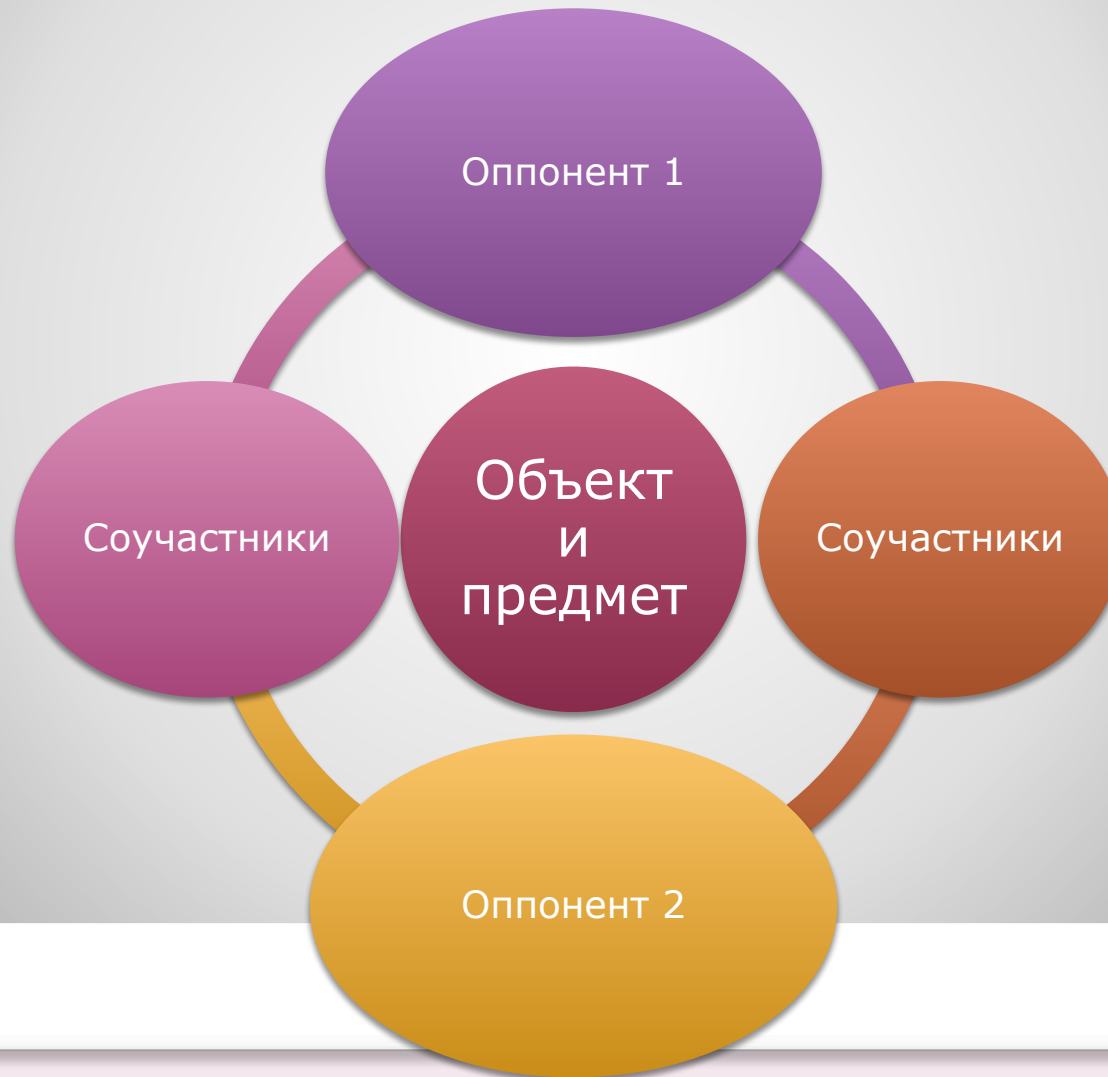 Оппонент 1
Соучастники
Объект
и
предмет
Соучастники
Оппонент 2